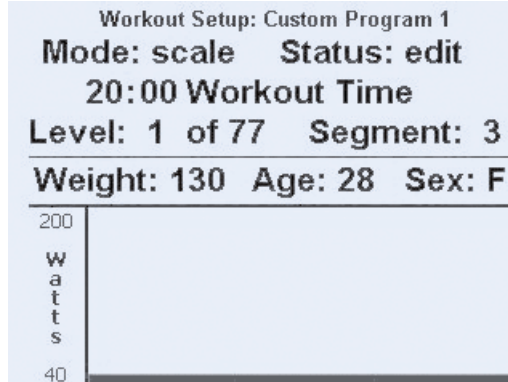 Workout Setup: Custom Program 1
Mode: scale Status: edit
20:00 Workout Time
Level: 1 of 77 Segment: 3
Weight: 130 Age: 28 Sex: F
200
Watts
40